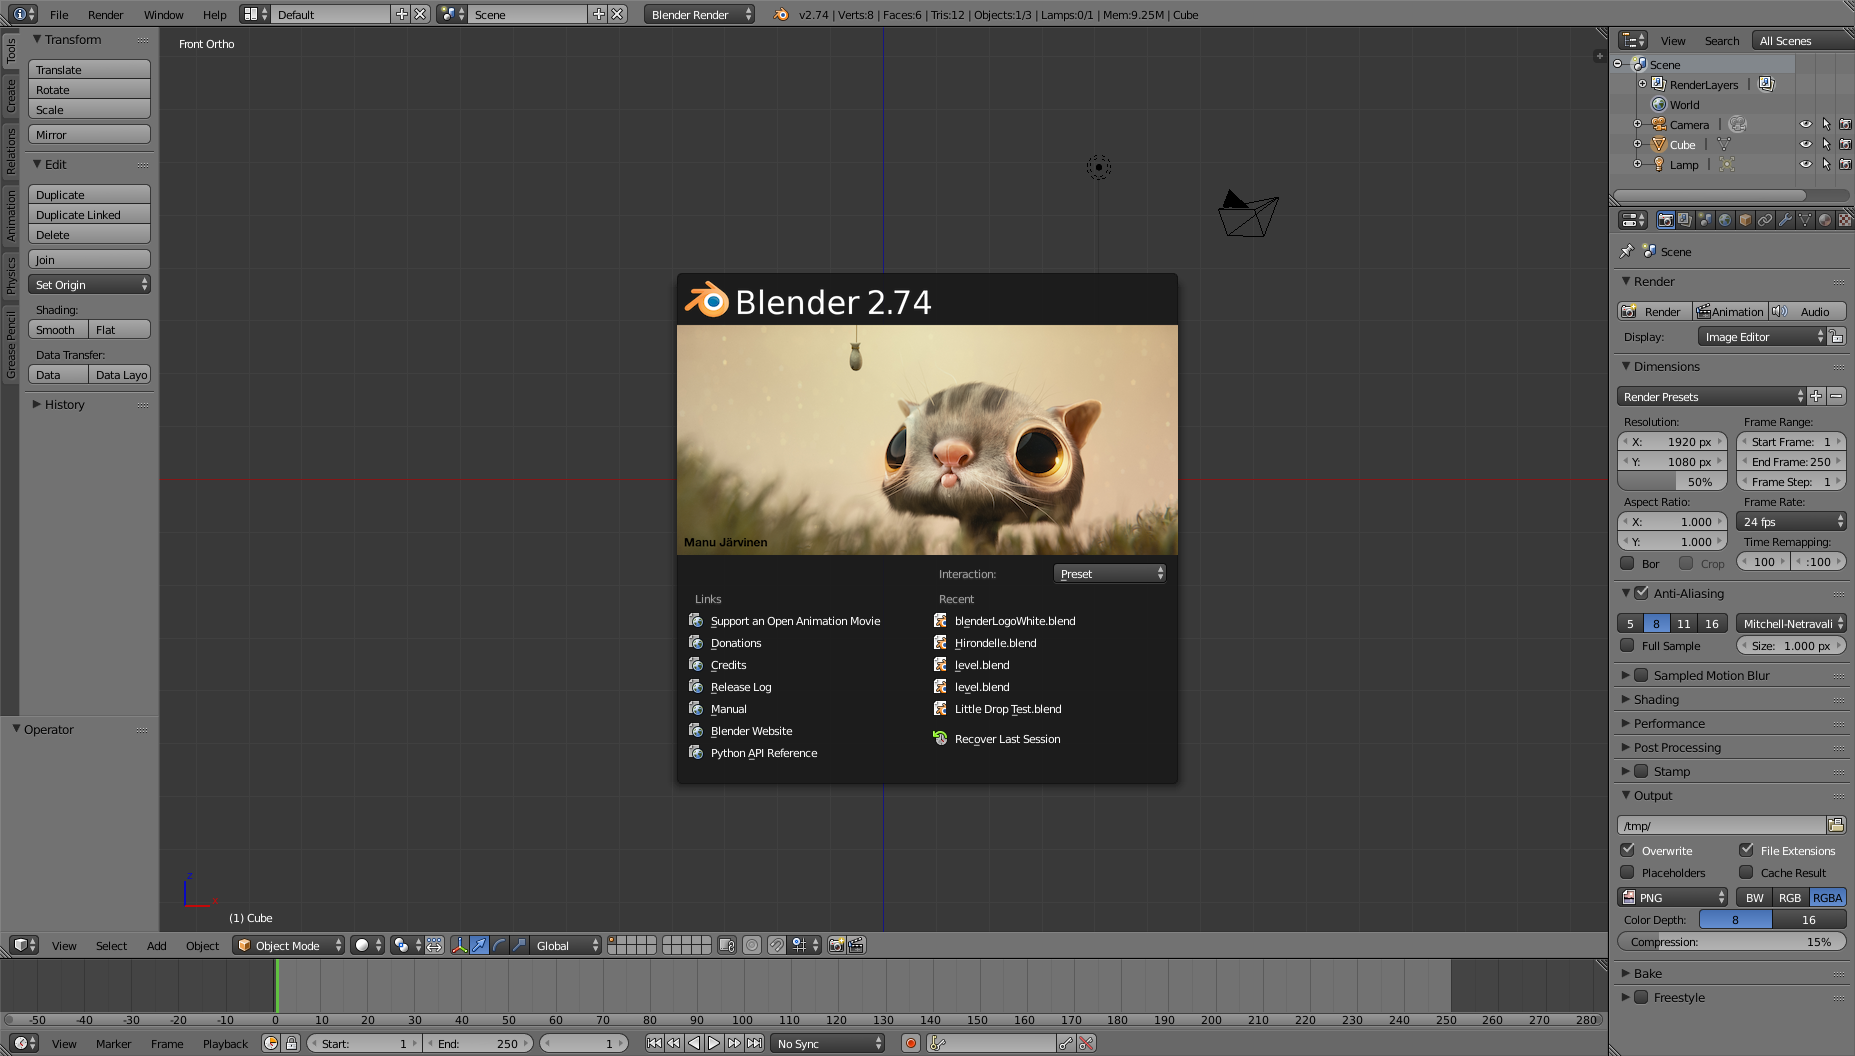 File Render Window Help Default Scene Blender Render v2.74 | Verts:8 | Faces:6 | Tris:12 | Objects:1/3 | Lamps:0/1 | Mem:9.25M | Cube
Tools
Create
Relations
Animation
Physics
Grease Pencil
Transform
Translate
Rotate
Scale
Mirror
Edit
Duplicate
Duplicate Linked
Delete
Join
Set Origin
Shading:
Smooth Flat
Data Transfer:
Data Data Layo
History
Operator
Front Ortho
Blender 2.74
Manu Järvinen
Interaction: Preset
Links
Support an Open Animation Movie
Donations
Credits
Release Log
Manual
Blender Website
Python API Reference
Recent
blenderLogoWhite.blend
Hirondelle.blend
level.blend
level.blend
Little Drop Test.blend
Recover Last Session
z
x
(1) Cube
View Select Add Object Object Mode Global
-50 -40 -30 -20 -10 0 10 20 30 40 50 60 70 80 90 100 110 120 130 140 150 160 170 180 190 200 210 220 230 240 250 260 270 280
View Marker Frame Playback Start: 1 End: 250 1 No Sync
View Search All Scenes
Scene
RenderLayers |
World
Camera |
Cube |
Lamp |
Scene
Render
Render Animation Audio
Display: Image Editor
Dimensions
Render Presets
Resolution: Frame Range:
X: 1920 px Start Frame: 1
Y: 1080 px End Frame: 250
50% Frame Step: 1
Aspect Ratio: Frame Rate:
X: 1.000 24 fps
Y: 1.000 Time Remapping:
Bor Crop 100 :100
Anti-Aliasing
5 8 11 16 Mitchell-Netravali
Full Sample Size: 1.000 px
Sampled Motion Blur
Shading
Performance
Post Processing
Stamp
Output
/tmp/
Overwrite File Extensions
Placeholders Cache Result
PNG BW RGB RGBA
Color Depth: 8 16
Compression: 15%
Bake
Freestyle